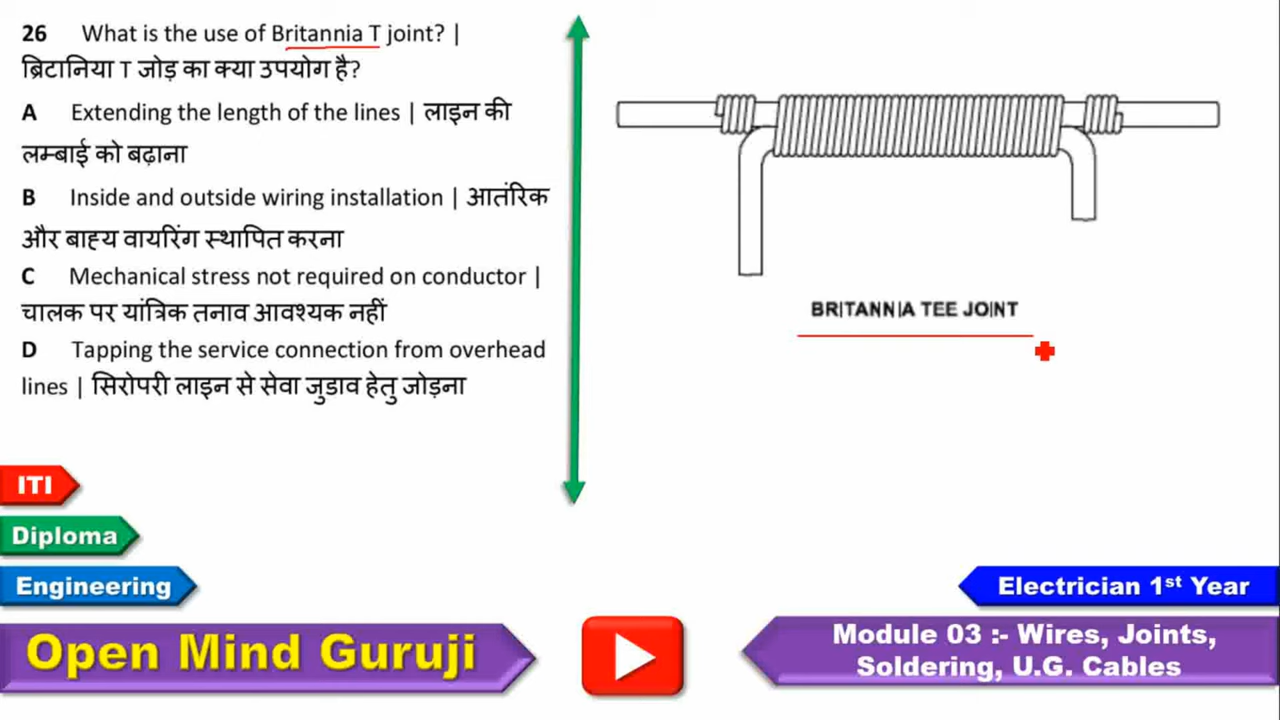 26 What is the use of Britannia T joint? |
ब्रिटानिया T जोड़ का क्या उपयोग है?
A Extending the length of the lines | लाइन की
लम्बाई को बढ़ाना
B Inside and outside wiring installation | आतंरिक
और बाह्य वायरिंग स्थापित करना
C Mechanical stress not required on conductor |
चालक पर यांत्रिक तनाव आवश्यक नहीं
D Tapping the service connection from overhead
lines | सिरोपरी लाइन से सेवा जुडाव हेतु जोड़ना
BRITANNIA TEE JOINT
ITI
Diploma
Engineering
Open Mind Guruji
Electrician 1st Year
Module 03 :- Wires, Joints,
Soldering, U.G. Cables